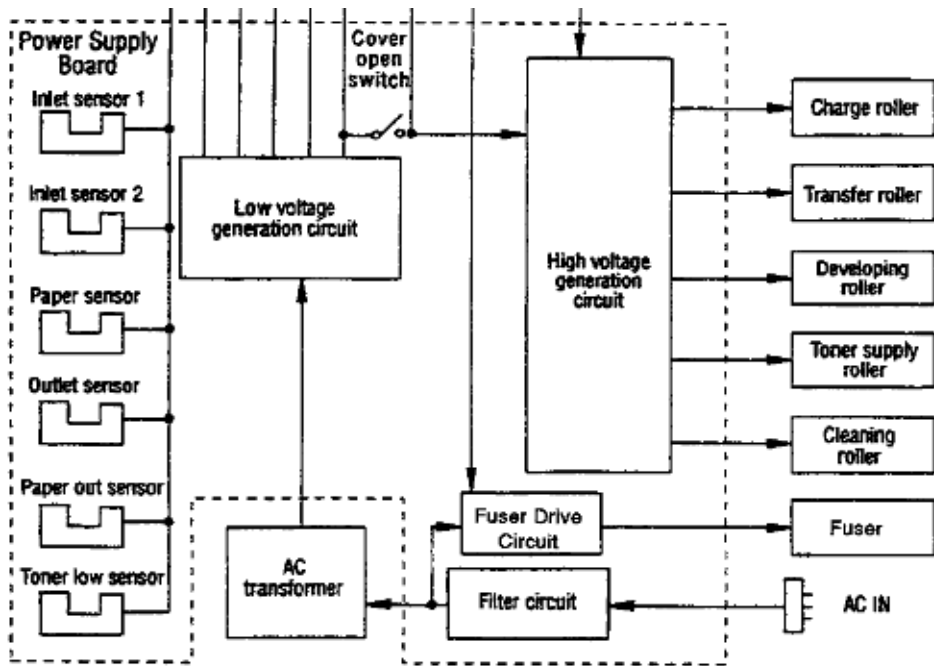 Power Supply
Board
Cover
open
switch
Inlet sensor 1
Charge roller
Inlet sensor 2
Low voltage
generation circuit
Transfer roller
High voltage
generation
circuit
Developing
roller
Paper sensor
Toner supply
roller
Outlet sensor
Cleaning
roller
Paper out sensor
Fuser Drive
Circuit
Fuser
Toner low sensor
AC
transformer
Filter circuit
AC IN